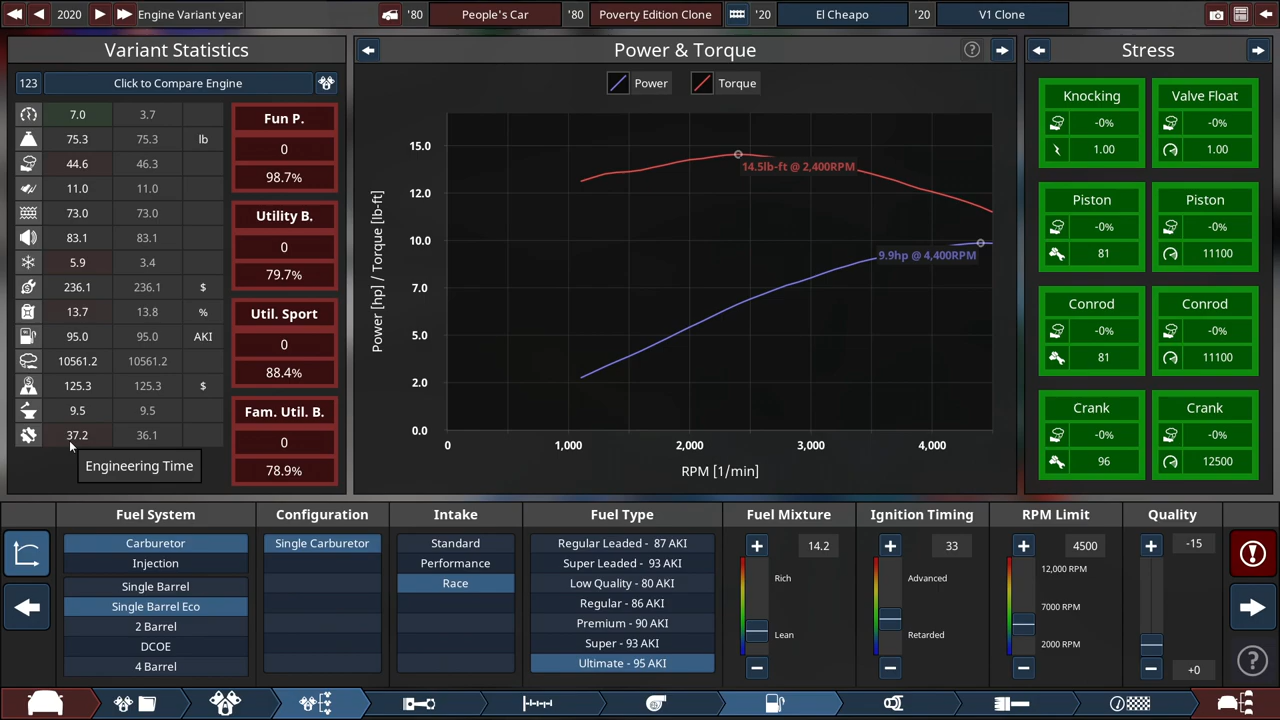 2020 Engine Variant year '80 People's Car '80 Poverty Edition Clone '20 El Cheapo '20 V1 Clone
Variant Statistics
123 Click to Compare Engine
7.0 3.7
75.3 75.3 lb
44.6 46.3
11.0 11.0
73.0 73.0
83.1 83.1
5.9 3.4
236.1 236.1 $
13.7 13.8 %
95.0 95.0 AKI
10561.2 10561.2
125.3 125.3 $
9.5 9.5
37.2 36.1
Engineering Time
Fun P.
0
98.7%
Utility B.
0
79.7%
Util. Sport
0
88.4%
Fam. Util. B.
0
78.9%
Power & Torque
?
Power Torque
Power [hp] / Torque [lb-ft]
15.0
12.0
10.0
7.0
5.0
2.0
0.0
14.5lb-ft @ 2,400RPM
9.9hp @ 4,400RPM
0 1,000 2,000 3,000 4,000
RPM [1/min]
Stress
Knocking
-0%
1.00
Valve Float
-0%
1.00
Piston
-0%
81
Piston
-0%
11100
Conrod
-0%
81
Conrod
-0%
11100
Crank
-0%
96
Crank
-0%
12500
Fuel System
Carburetor
Injection
Single Barrel
Single Barrel Eco
2 Barrel
DCOE
4 Barrel
Configuration
Single Carburetor
Intake
Standard
Performance
Race
Fuel Type
Regular Leaded - 87 AKI
Super Leaded - 93 AKI
Low Quality - 80 AKI
Regular - 86 AKI
Premium - 90 AKI
Super - 93 AKI
Ultimate - 95 AKI
Fuel Mixture
+ 14.2
Rich
Lean
−
Ignition Timing
+ 33
Advanced
Retarded
−
RPM Limit
+ 4500
12,000 RPM
7000 RPM
2000 RPM
−
Quality
+ -15
− +0
!
?